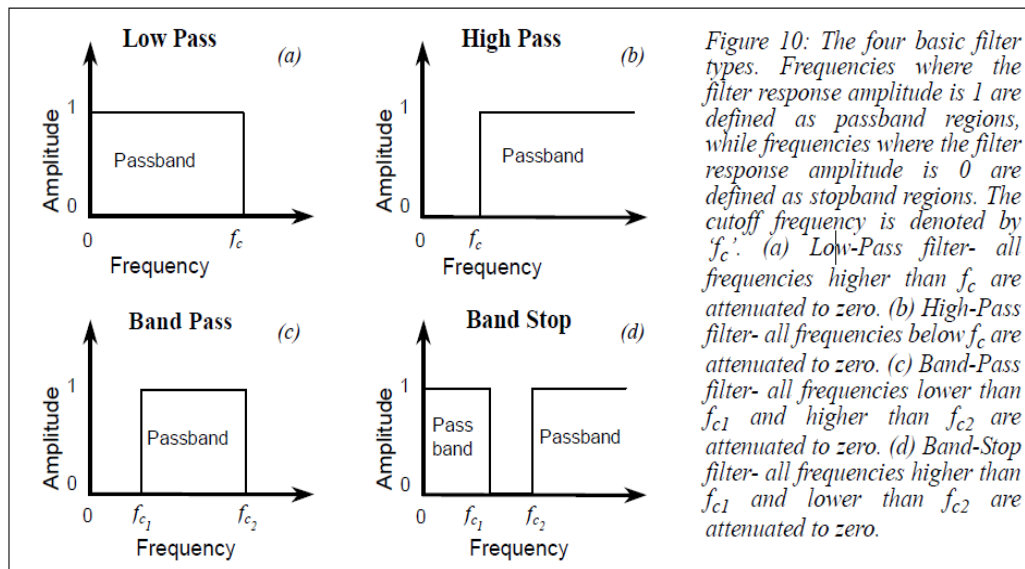 Low Pass
(a)
Amplitude
1
0
Passband
0
fc
Frequency
High Pass
(b)
Amplitude
1
0
Passband
0
fc
Frequency
Band Pass
(c)
Amplitude
1
0
Passband
0
fc1
fc2
Frequency
Band Stop
(d)
Amplitude
1
0
Pass
band
Passband
0
fc1
fc2
Frequency
Figure 10: The four basic filter
types. Frequencies where the
filter response amplitude is 1 are
defined as passband regions,
while frequencies where the filter
response amplitude is 0 are
defined as stopband regions. The
cutoff frequency is denoted by
‘fc’. (a) Low-Pass filter- all
frequencies higher than fc are
attenuated to zero. (b) High-Pass
filter- all frequencies below fc are
attenuated to zero. (c) Band-Pass
filter- all frequencies lower than
fc1 and higher than fc2 are
attenuated to zero. (d) Band-Stop
filter- all frequencies higher than
fc1 and lower than fc2 are
attenuated to zero.